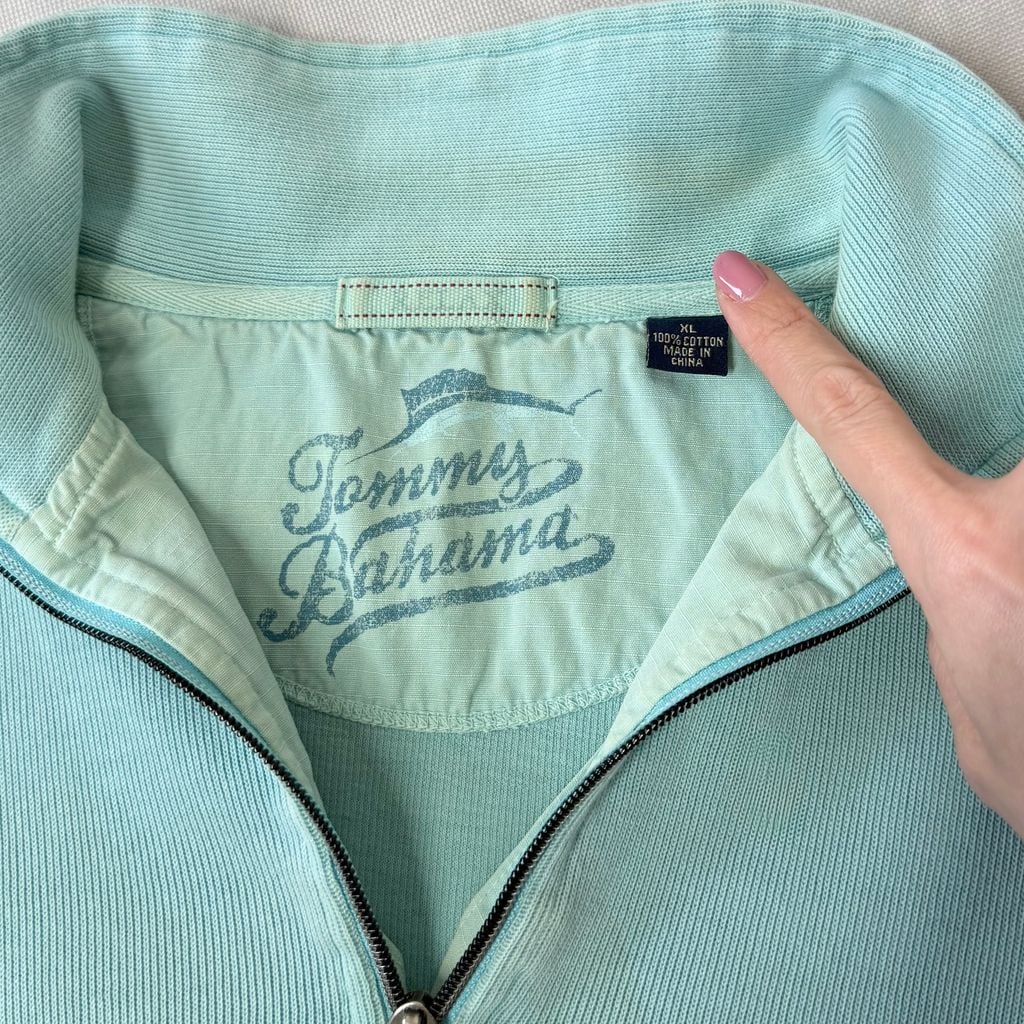 Tommy
Bahama
XL
100% COTTON
MADE IN
CHINA